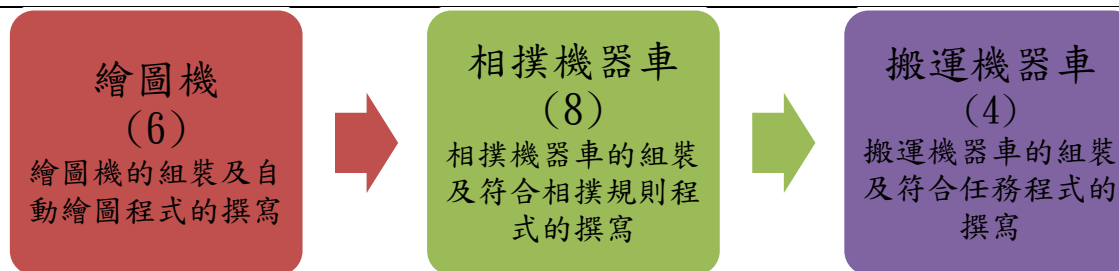 繪圖機
(6)
繪圖機的組裝及自
動繪圖程式的撰寫
相撲機器車
(8)
相撲機器車的組裝
及符合相撲規則程
式的撰寫
搬運機器車
(4)
搬運機器車的組裝
及符合任務程式的
撰寫